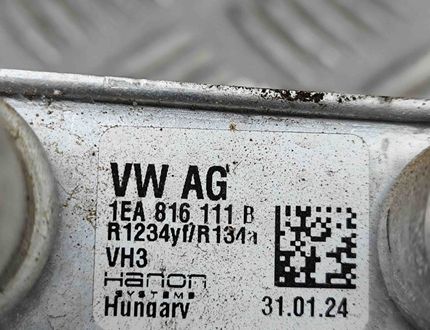 VW AG
1EA 816 111 B
R1234yf/R134a
VH3
Hanon
SYSTEMS
Hungary 31.01.24